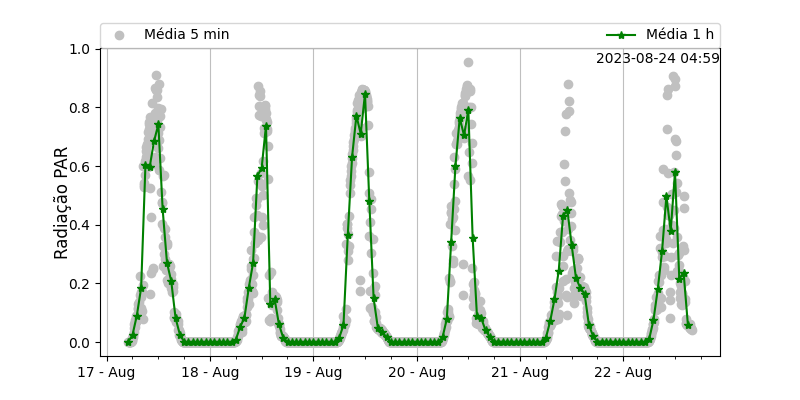 Média 5 min
Média 1 h
2023-08-24 04:59
Radiação PAR
1.0
0.8
0.6
0.4
0.2
0.0
17 - Aug
18 - Aug
19 - Aug
20 - Aug
21 - Aug
22 - Aug